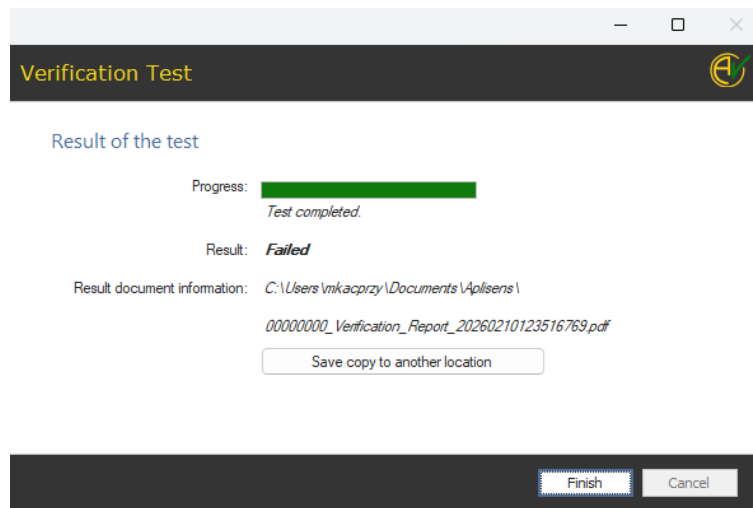 Verification Test
Result of the test
Progress:
Test completed.
Result: Failed
Result document information: C:\Users\mkacprzy\Documents\Aplisens\
00000000_Verification_Report_20260210123516769.pdf
Save copy to another location
Finish Cancel